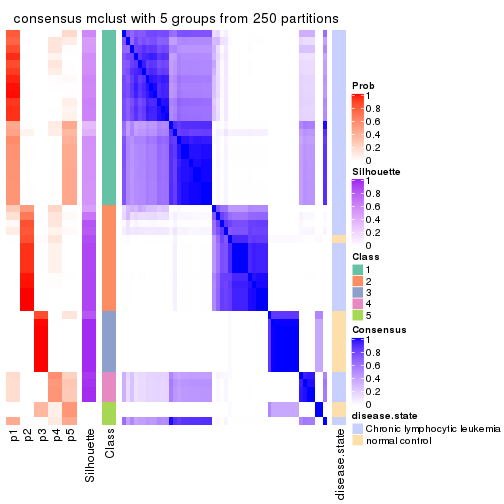 consensus mclust with 5 groups from 250 partitions
Prob
1
0.8
0.6
0.4
0.2
0
Silhouette
1
0.8
0.6
0.4
0.2
0
Class
1
2
3
4
5
Consensus
1
0.8
0.6
0.4
0.2
0
disease.state
Chronic lymphocytic leukemia
normal control
p1
p2
p3
p4
p5
Silhouette
Class
disease.state